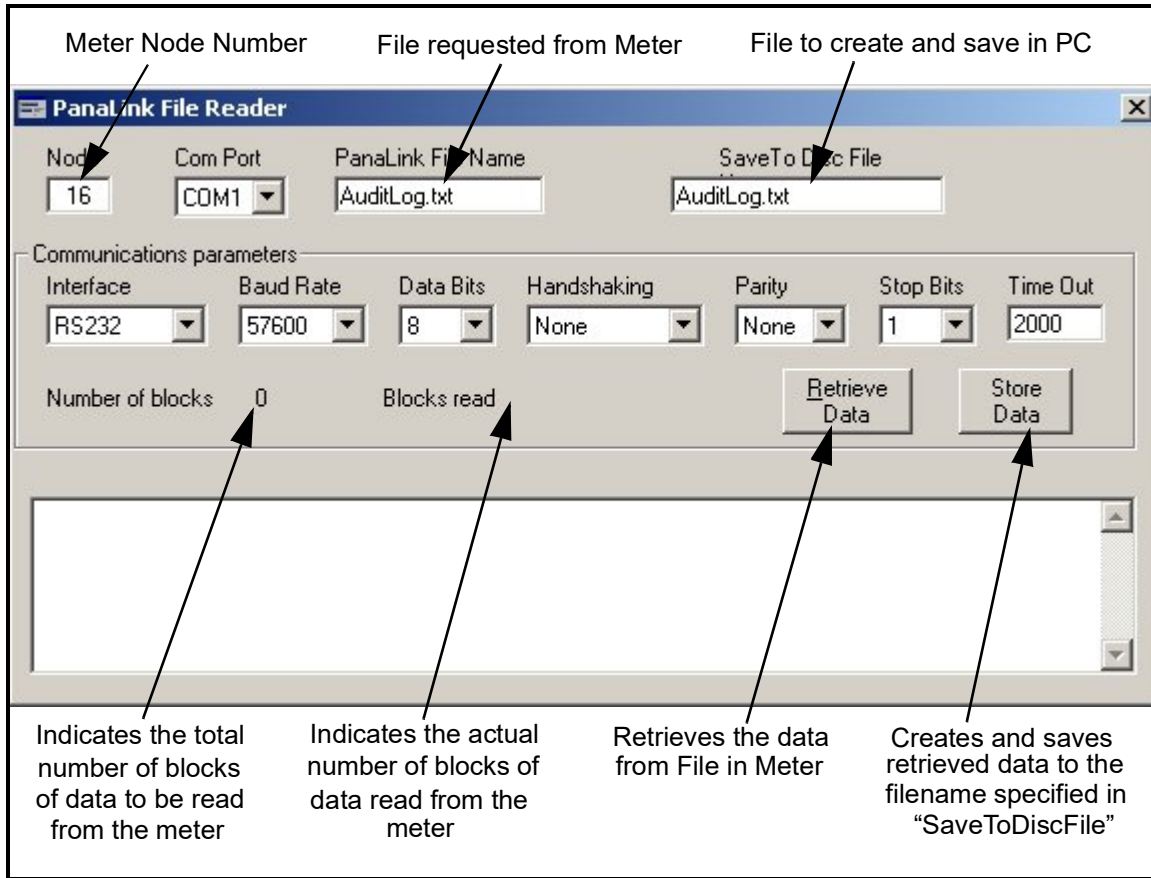 Meter Node Number
File requested from Meter
File to create and save in PC
PanaLink File Reader
Node
Com Port
PanaLink File Name
SaveTo Disc File
16
COM1
AuditLog.txt
AuditLog.txt
Communications parameters
Interface
Baud Rate
Data Bits
Handshaking
Parity
Stop Bits
Time Out
RS232
57600
8
None
None
1
2000
Number of blocks 0
Blocks read
Retrieve
Data
Store
Data
Indicates the total
number of blocks
of data to be read
from the meter
Indicates the actual
number of blocks of
data read from the
meter
Retrieves the data
from File in Meter
Creates and saves
retrieved data to the
filename specified in
“SaveToDiscFile”